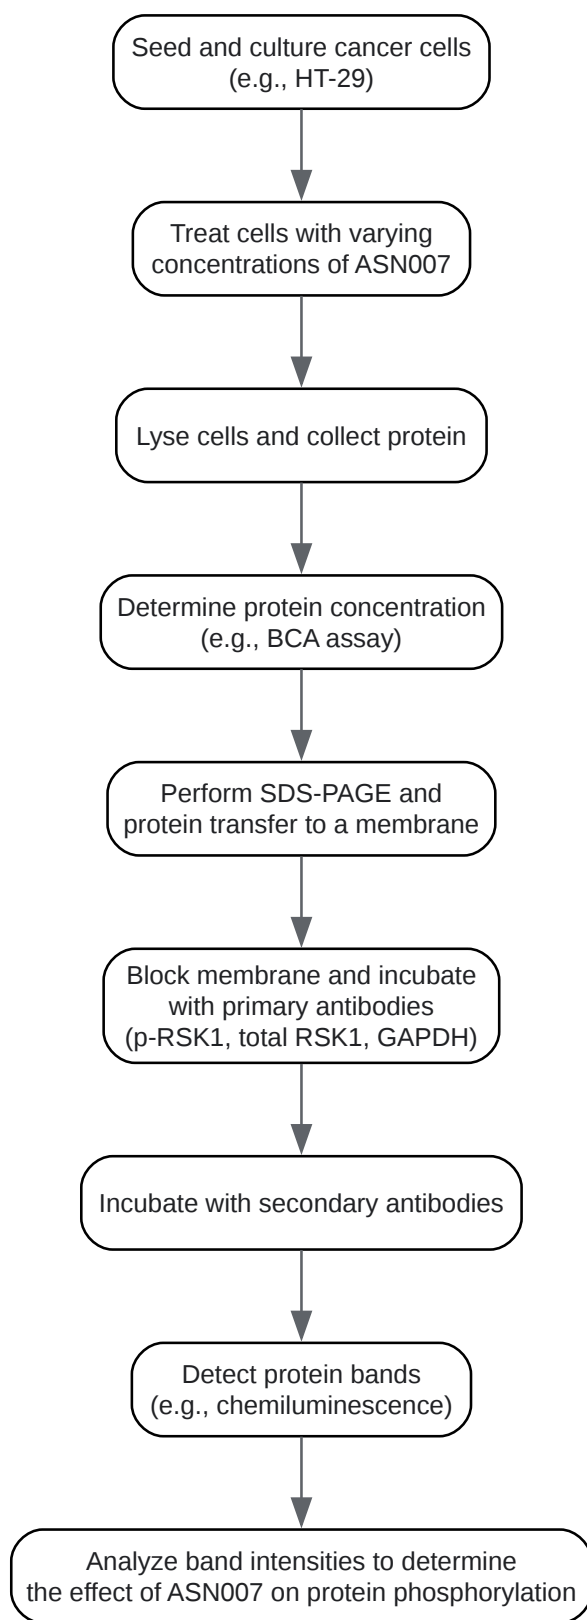 Seed and culture cancer cells
(e.g., HT-29)
Treat cells with varying
concentrations of ASN007
Lyse cells and collect protein
Determine protein concentration
(e.g., BCA assay)
Perform SDS-PAGE and
protein transfer to a membrane
Block membrane and incubate
with primary antibodies
(p-RSK1, total RSK1, GAPDH)
Incubate with secondary antibodies
Detect protein bands
(e.g., chemiluminescence)
Analyze band intensities to determine
the effect of ASN007 on protein phosphorylation